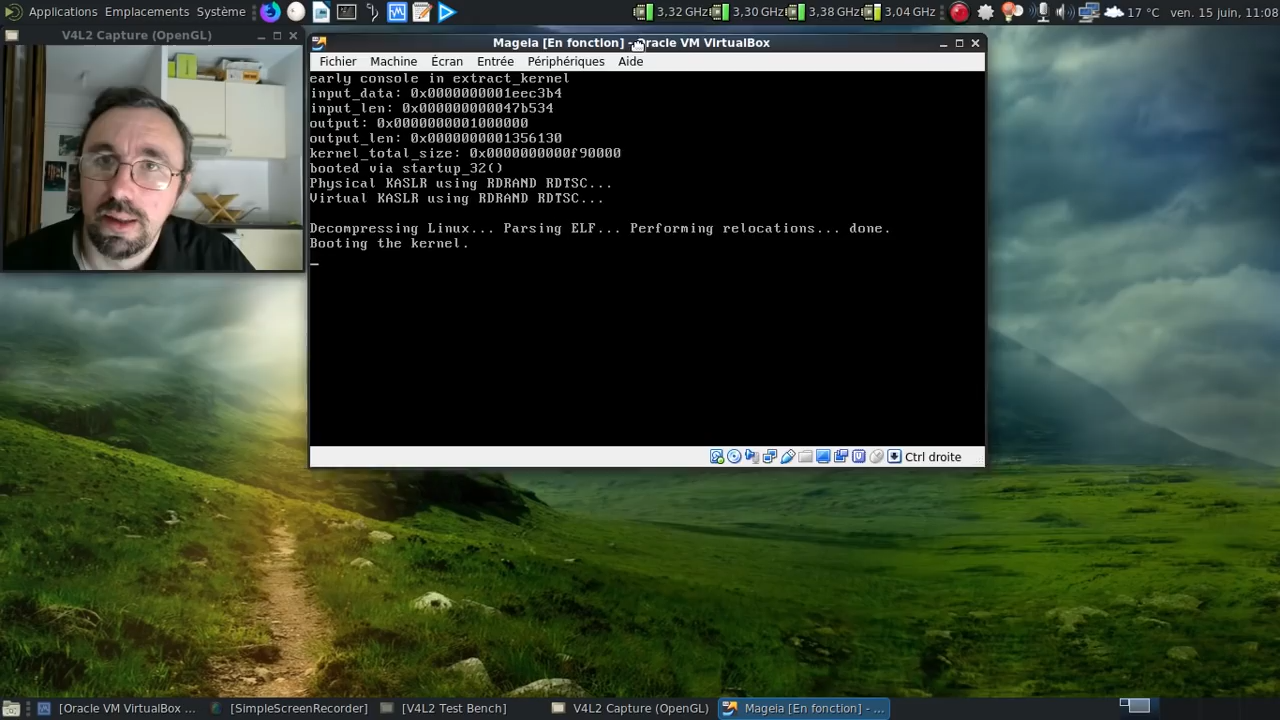 Applications Emplacements Système
3,32 GHz 3,30 GHz 3,38 GHz 3,04 GHz 17 °C ven. 15 juin, 11:08
V4L2 Capture (OpenGL)
Mageia [En fonction] - Oracle VM VirtualBox
Fichier Machine Écran Entrée Périphériques Aide
early console in extract_kernel
input_data: 0x0000000001eec3b4
input_len: 0x000000000047b534
output: 0x0000000001000000
output_len: 0x0000000001356130
kernel_total_size: 0x0000000000f90000
booted via startup_32()
Physical KASLR using RDRAND RDTSC...
Virtual KASLR using RDRAND RDTSC...
Decompressing Linux... Parsing ELF... Performing relocations... done.
Booting the kernel.
Ctrl droite
[Oracle VM VirtualBox ... [SimpleScreenRecorder] [V4L2 Test Bench] V4L2 Capture (OpenGL) Mageia [En fonction] - ...